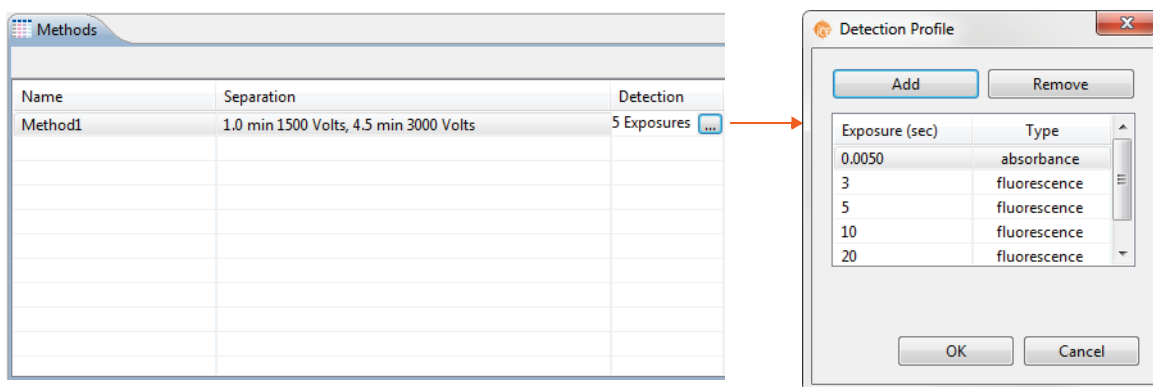 Methods
Name Separation Detection
Method1 1.0 min 1500 Volts, 4.5 min 3000 Volts 5 Exposures ...
Detection Profile
Add Remove
Exposure (sec) Type
0.0050 absorbance
3 fluorescence
5 fluorescence
10 fluorescence
20 fluorescence
OK Cancel